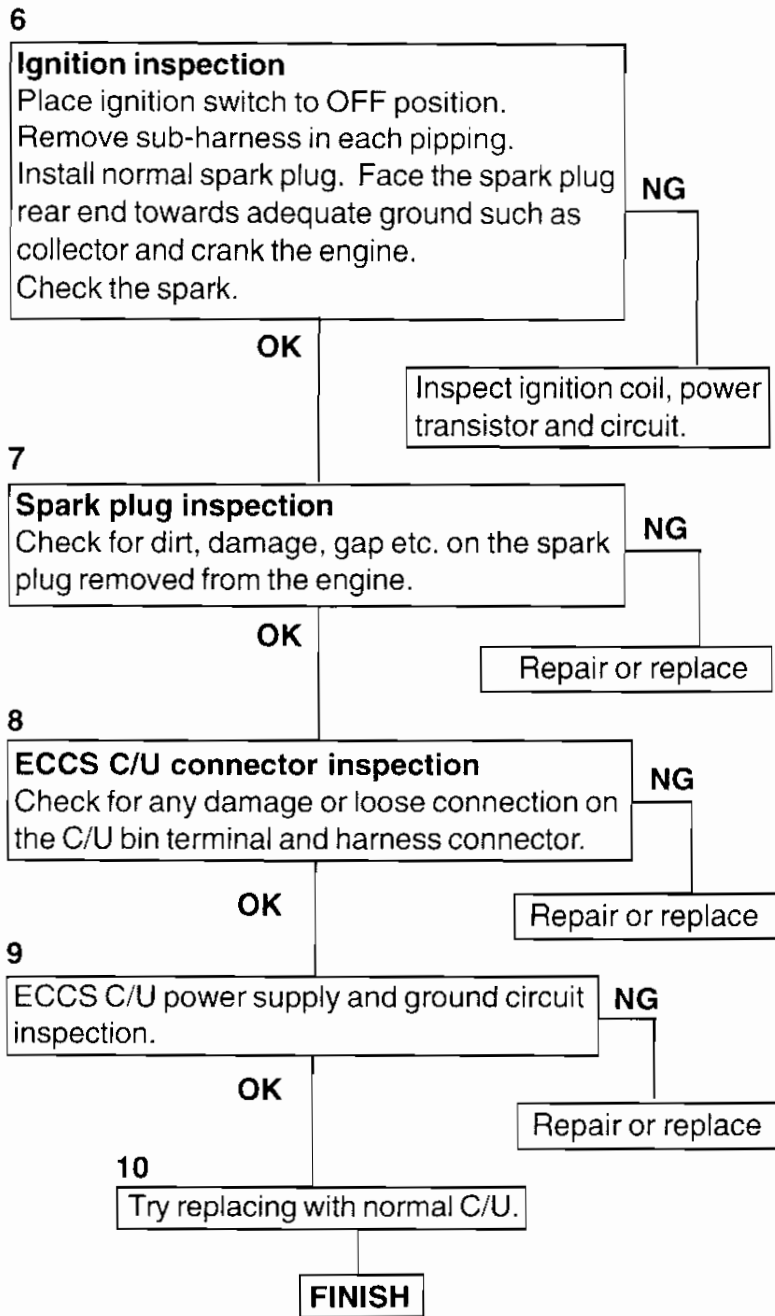 6
Ignition inspection
Place ignition switch to OFF position.
Remove sub-harness in each pipping.
Install normal spark plug. Face the spark plug
rear end towards adequate ground such as
collector and crank the engine.
Check the spark.
NG
OK
Inspect ignition coil, power
transistor and circuit.
7
Spark plug inspection
Check for dirt, damage, gap etc. on the spark
plug removed from the engine.
NG
OK
Repair or replace
8
ECCS C/U connector inspection
Check for any damage or loose connection on
the C/U bin terminal and harness connector.
NG
OK
Repair or replace
9
ECCS C/U power supply and ground circuit
inspection.
NG
OK
Repair or replace
10
Try replacing with normal C/U.
FINISH